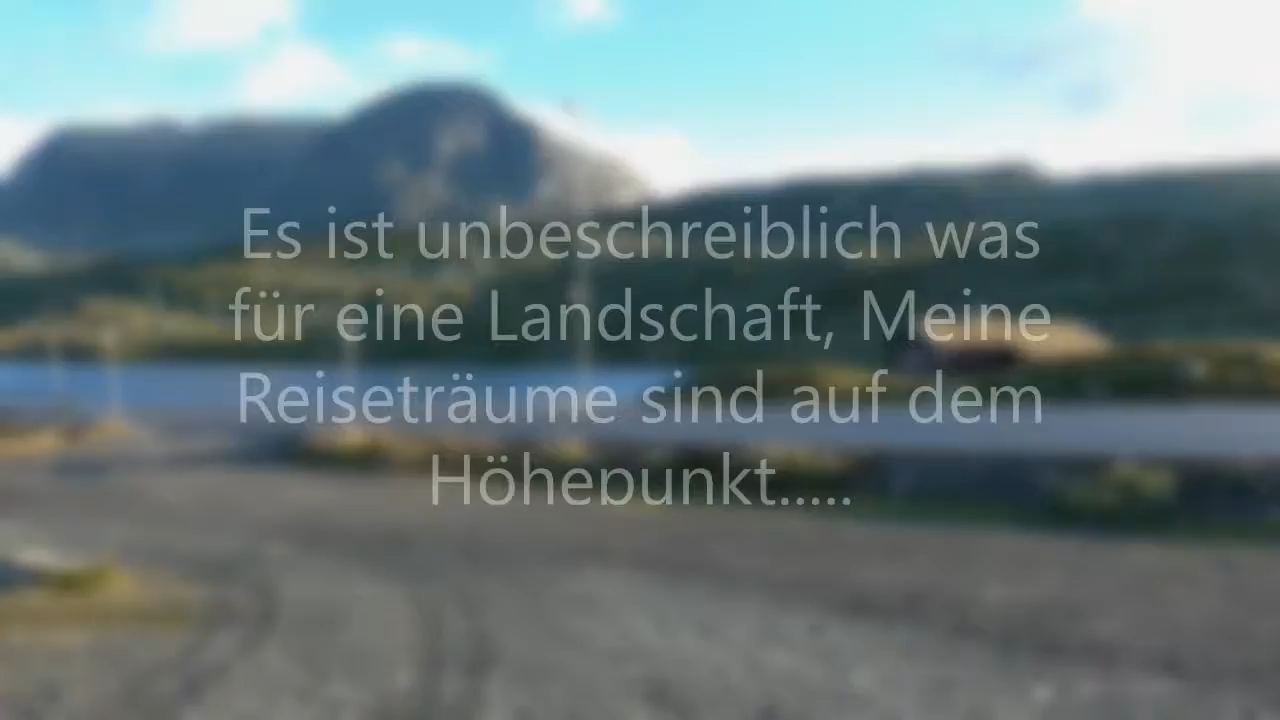 Es ist unbeschreiblich was
für eine Landschaft, Meine
Reiseträume sind auf dem
Höhepunkt.....